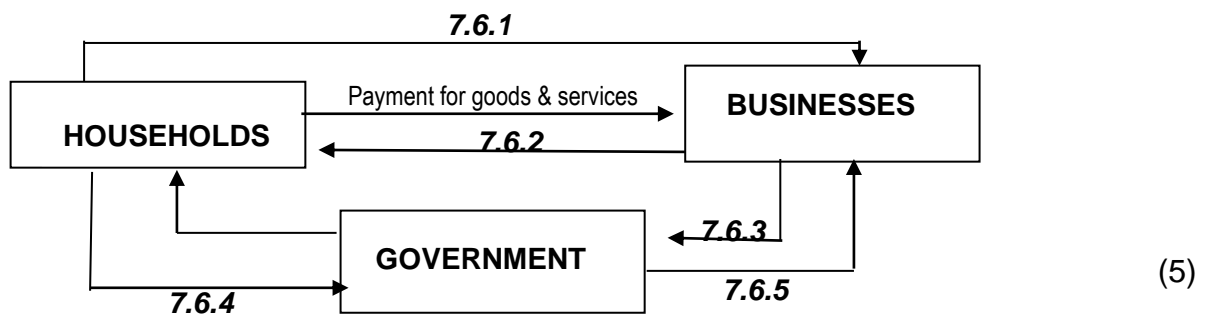 7.6.1
Payment for goods & services
BUSINESSES
HOUSEHOLDS
7.6.2
7.6.3
GOVERNMENT
7.6.4
7.6.5
(5)